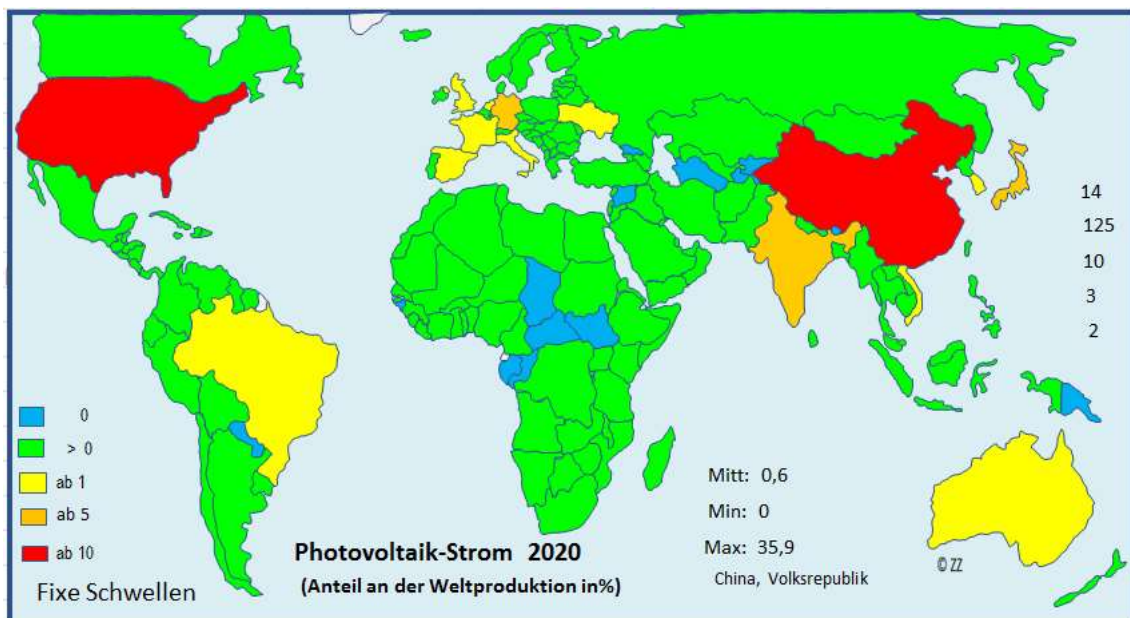 14
125
10
3
2
0
> 0
ab 1
ab 5
ab 10
Fixe Schwellen
Photovoltaik-Strom 2020
(Anteil an der Weltproduktion in%)
Mitt: 0,6
Min: 0
Max: 35,9
China, Volksrepublik
© ZZ